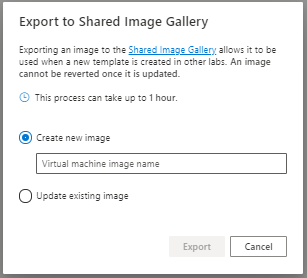 Export to Shared Image Gallery
Exporting an image to the Shared Image Gallery allows it to be
used when a new template is created in other labs. An image
cannot be reverted once it is updated.
This process can take up to 1 hour.
Create new image
Virtual machine image name
Update existing image
Export
Cancel